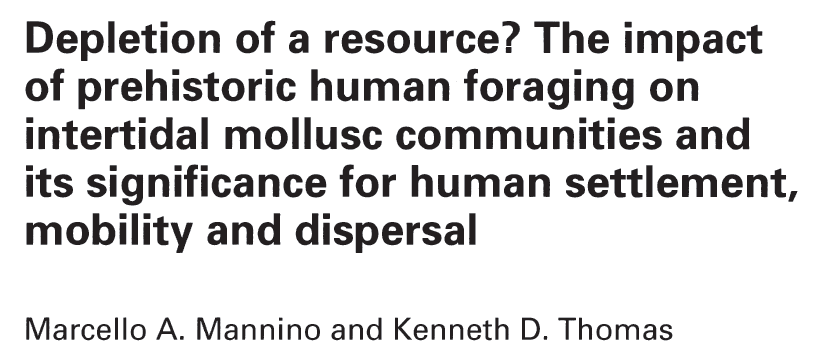 Depletion of a resource? The impact
of prehistoric human foraging on
intertidal mollusc communities and
its significance for human settlement,
mobility and dispersal
Marcello A. Mannino and Kenneth D. Thomas